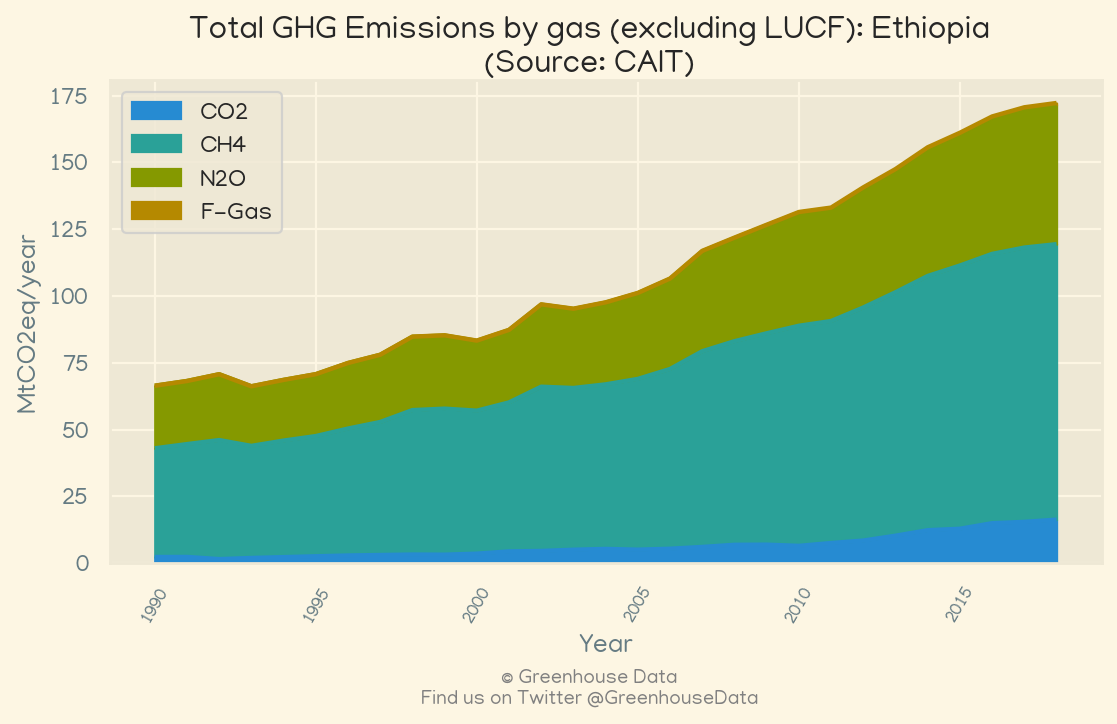 Total GHG Emissions by gas (excluding LUCF): Ethiopia
(Source: CAIT)
175
150
125
100
75
50
25
0
MtCO2eq/year
CO2
CH4
N2O
F-Gas
1990
1995
2000
2005
2010
2015
Year
© Greenhouse Data
Find us on Twitter @GreenhouseData